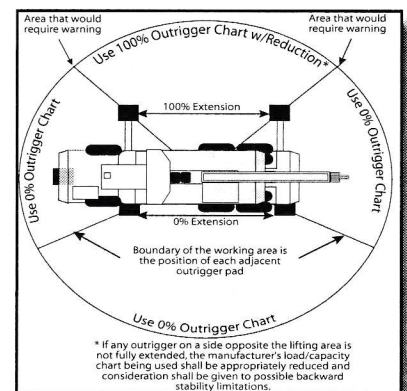 Area that would
require warning
Area that would
require warning
Use 100% Outrigger Chart w/Reduction*
100% Extension
Use 0% Outrigger Chart
Use 0% Outrigger Chart
0% Extension
Boundary of the working area is
the position of each adjacent
outrigger pad
Use 0% Outrigger Chart
* If any outrigger on a side opposite the lifting area is
not fully extended, the manufacturer's load/capacity
chart being used shall be appropriately reduced and
consideration shall be given to possible backward
stability limitations.